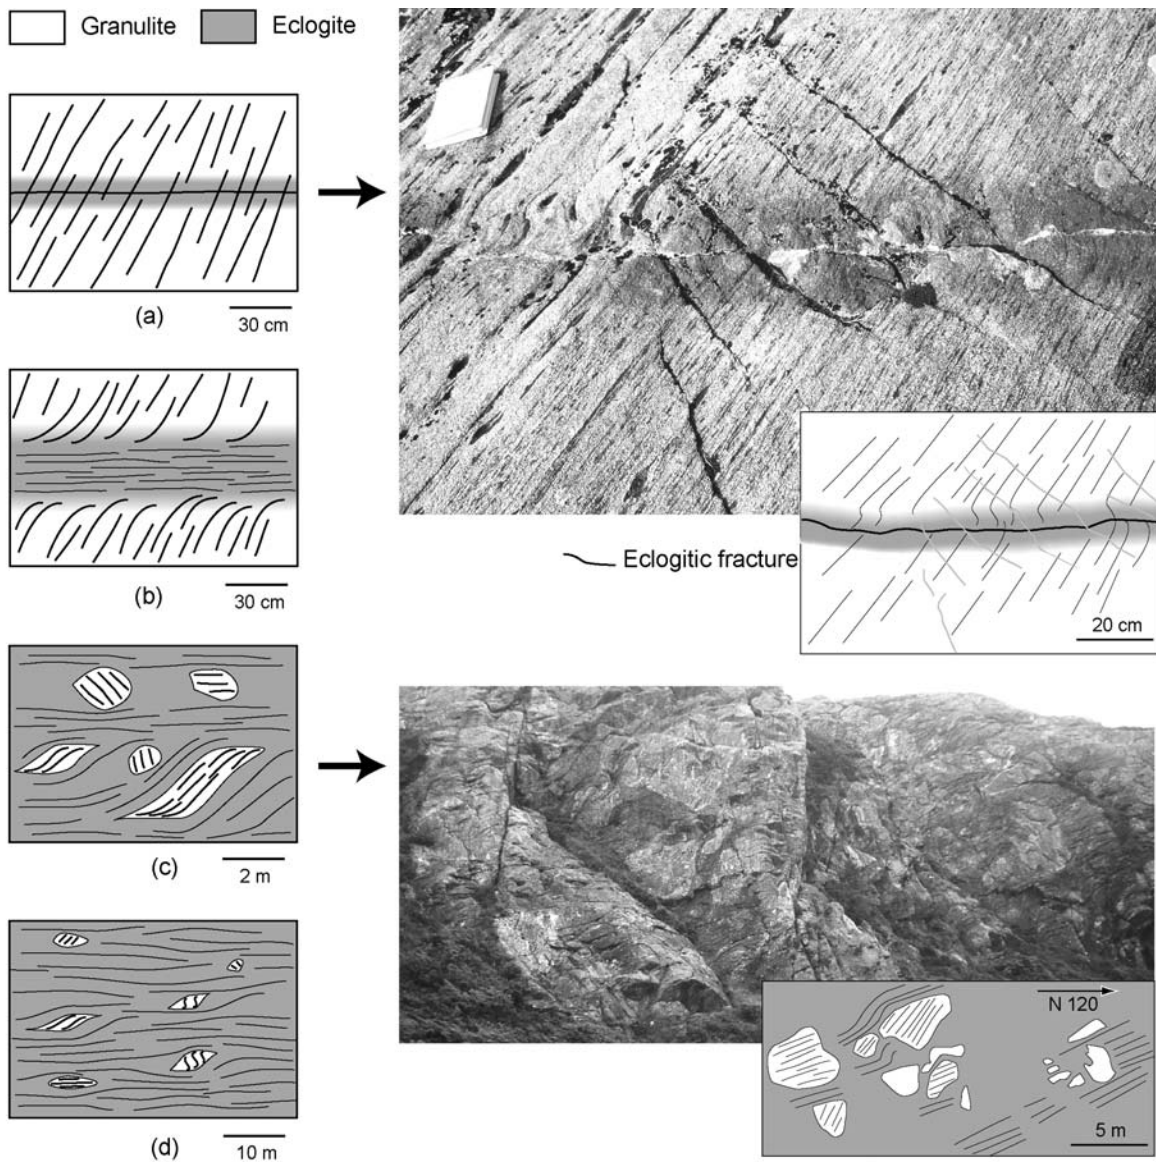 Granulite Eclogite
(a)
30 cm
(b)
30 cm
Eclogitic fracture
20 cm
(c)
2 m
N 120
5 m
(d)
10 m